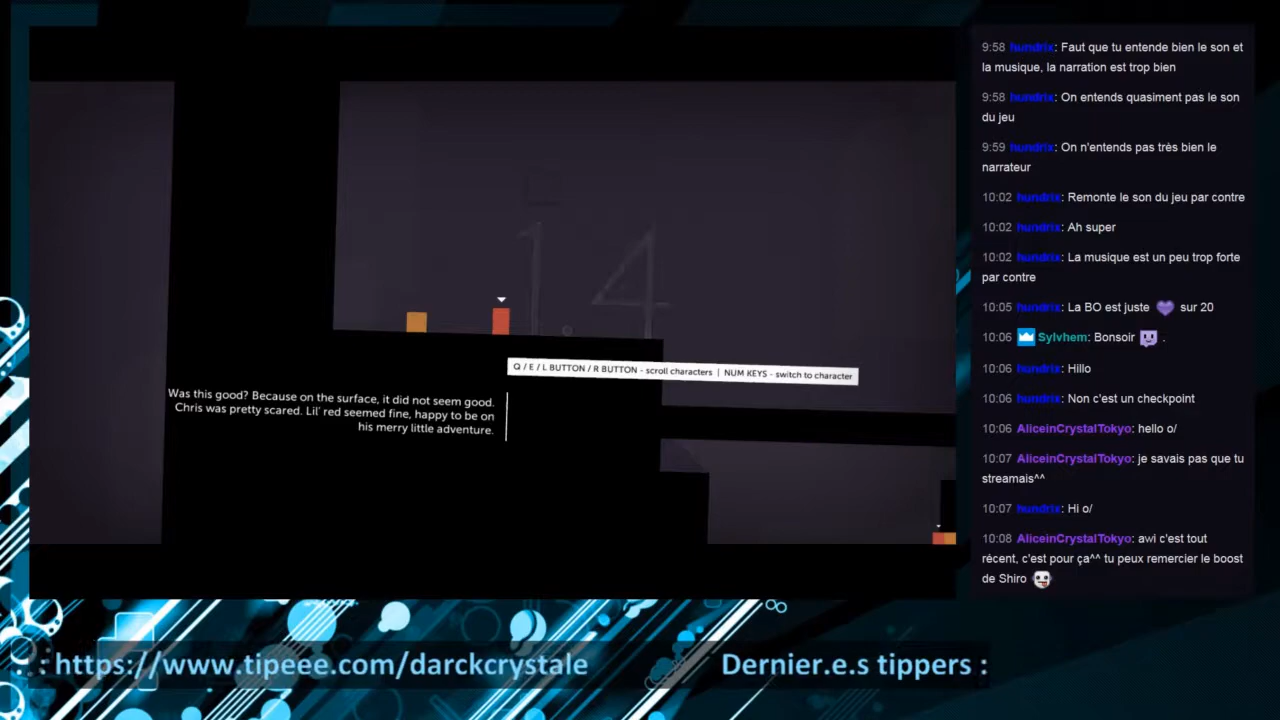 1.4
Q / E / L BUTTON / R BUTTON - scroll characters | NUM KEYS - switch to character
Was this good? Because on the surface, it did not seem good.
Chris was pretty scared. Lil' red seemed fine, happy to be on
his merry little adventure.
9:58 hundrix: Faut que tu entende bien le son et
la musique, la narration est trop bien
9:58 hundrix: On entends quasiment pas le son
du jeu
9:59 hundrix: On n'entends pas très bien le
narrateur
10:02 hundrix: Remonte le son du jeu par contre
10:02 hundrix: Ah super
10:02 hundrix: La musique est un peu trop forte
par contre
10:05 hundrix: La BO est juste sur 20
10:06 Sylvhem: Bonsoir .
10:06 hundrix: Hillo
10:06 hundrix: Non c'est un checkpoint
10:06 AliceinCrystalTokyo: hello o/
10:07 AliceinCrystalTokyo: je savais pas que tu
streamais^^
10:07 hundrix: Hi o/
10:08 AliceinCrystalTokyo: awi c'est tout
récent, c'est pour ça^^ tu peux remercier le boost
de Shiro
: https://www.tipeee.com/darckcrystale
Dernier.e.s tippers :